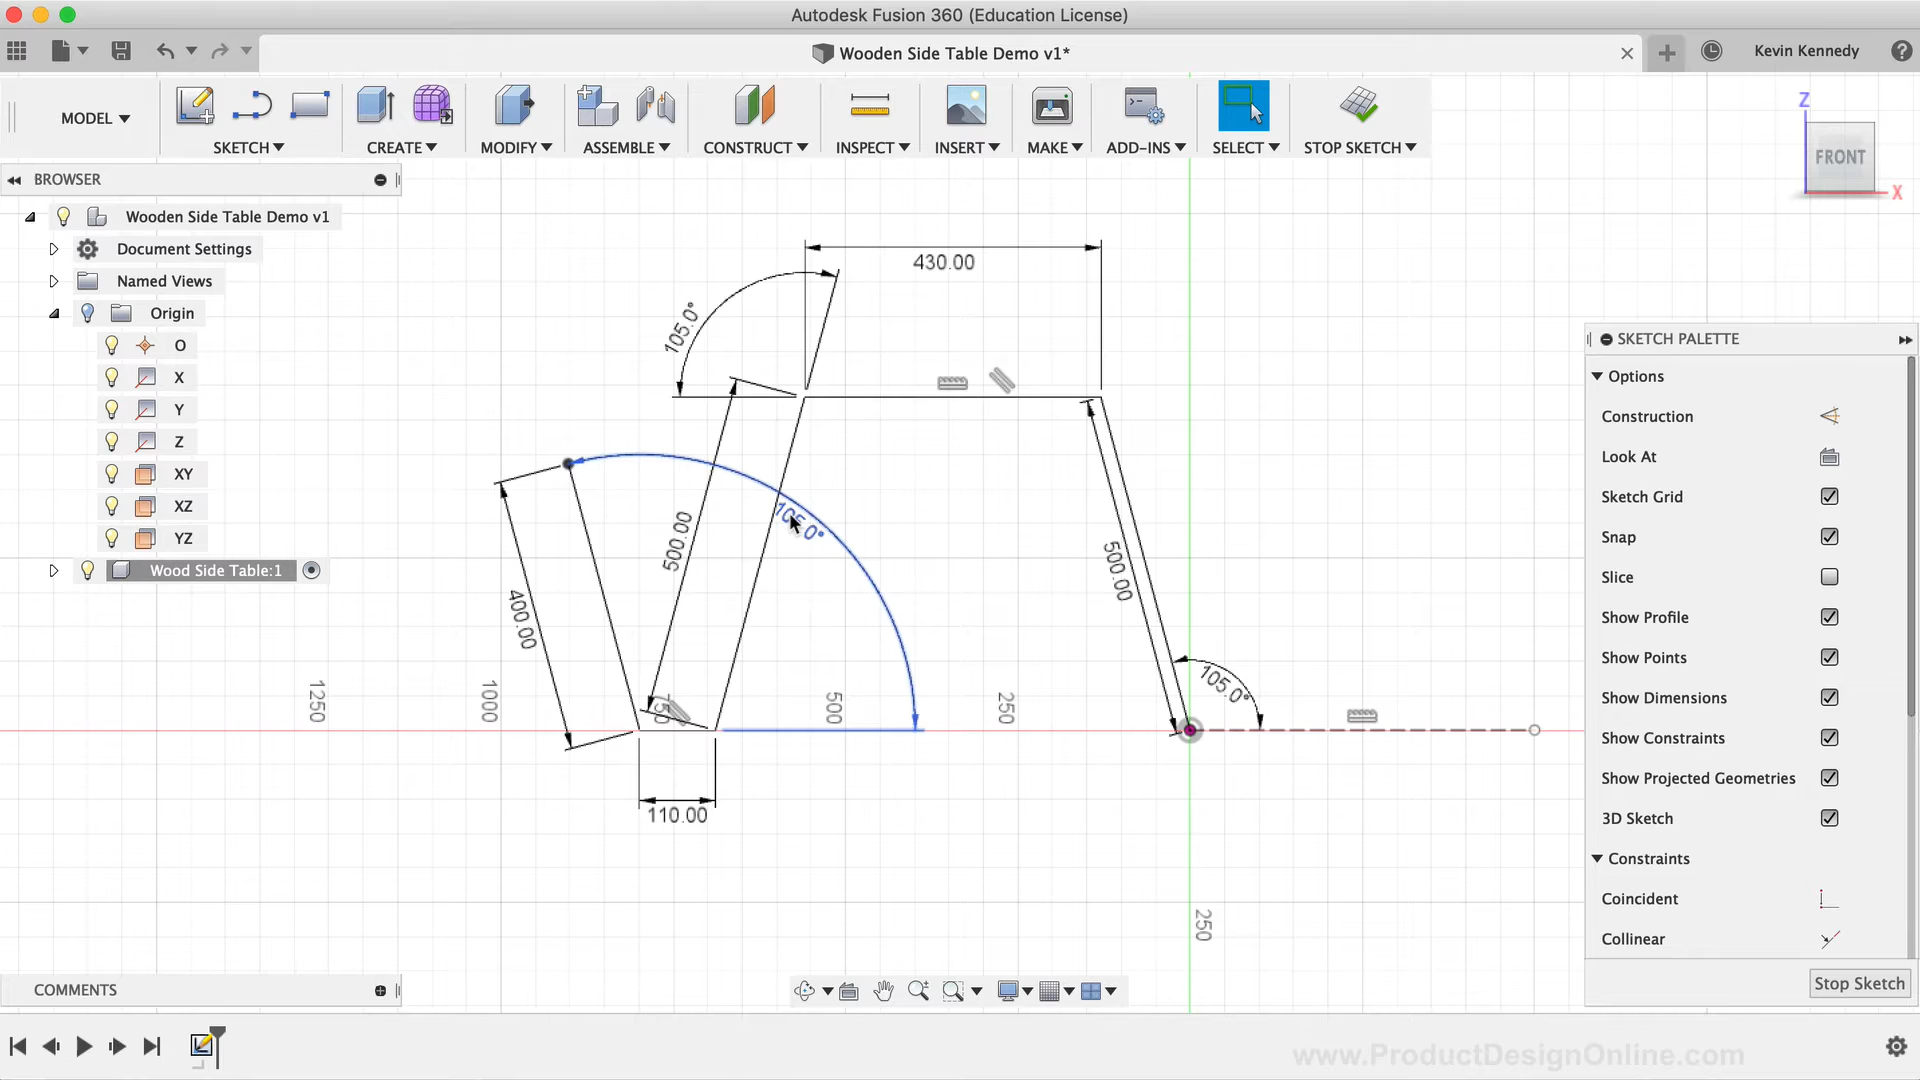 Autodesk Fusion 360 (Education License)
Wooden Side Table Demo v1*
Kevin Kennedy
MODEL
SKETCH
CREATE
MODIFY
ASSEMBLE
CONSTRUCT
INSPECT
INSERT
MAKE
ADD-INS
SELECT
STOP SKETCH
Z
FRONT
X
BROWSER
Wooden Side Table Demo v1
Document Settings
Named Views
Origin
O
X
Y
Z
XY
XZ
YZ
Wood Side Table:1
430.00
105.0°
105.0°
500.00
400.00
500.00
105.0°
110.00
1250
1000
750
500
250
250
SKETCH PALETTE
Options
Construction
Look At
Sketch Grid
Snap
Slice
Show Profile
Show Points
Show Dimensions
Show Constraints
Show Projected Geometries
3D Sketch
Constraints
Coincident
Collinear
Stop Sketch
COMMENTS
www.ProductDesignOnline.com